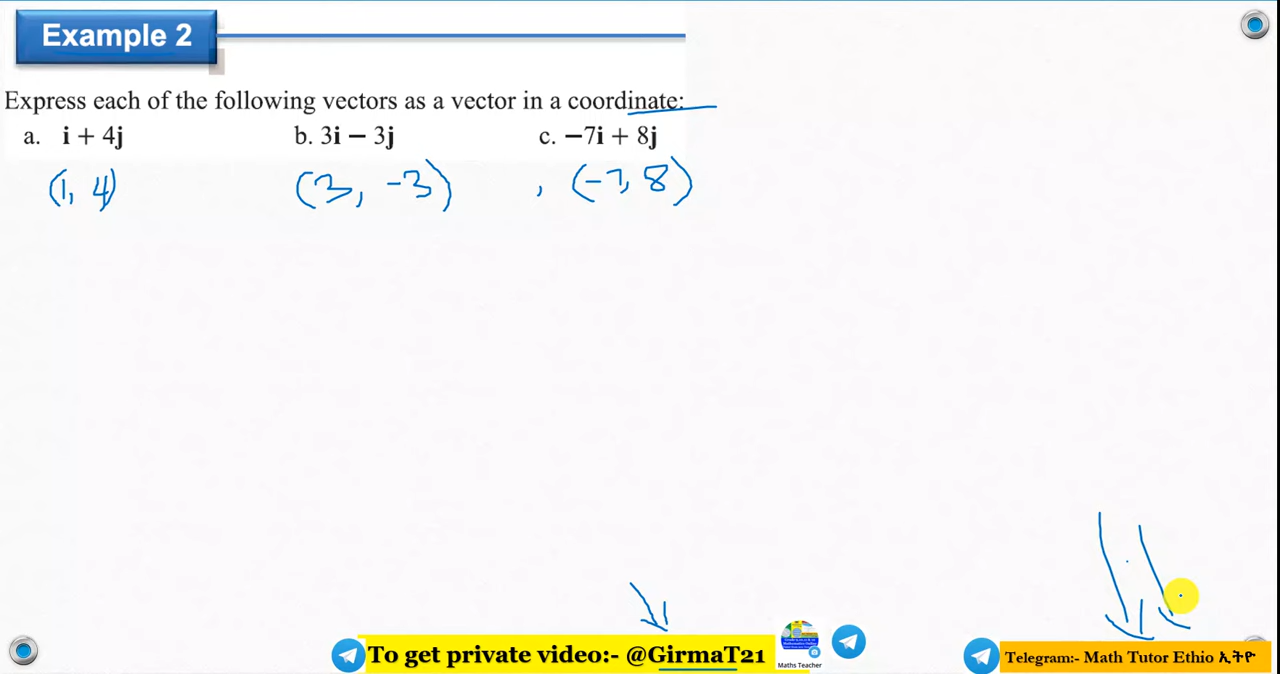 Example 2
Express each of the following vectors as a vector in a coordinate:
a. i + 4j b. 3i − 3j c. −7i + 8j
(1, 4) (3, -3) , (-7, 8)
To get private video:- @GirmaT21
Maths Teacher
Telegram:- Math Tutor Ethio ኢትዮ